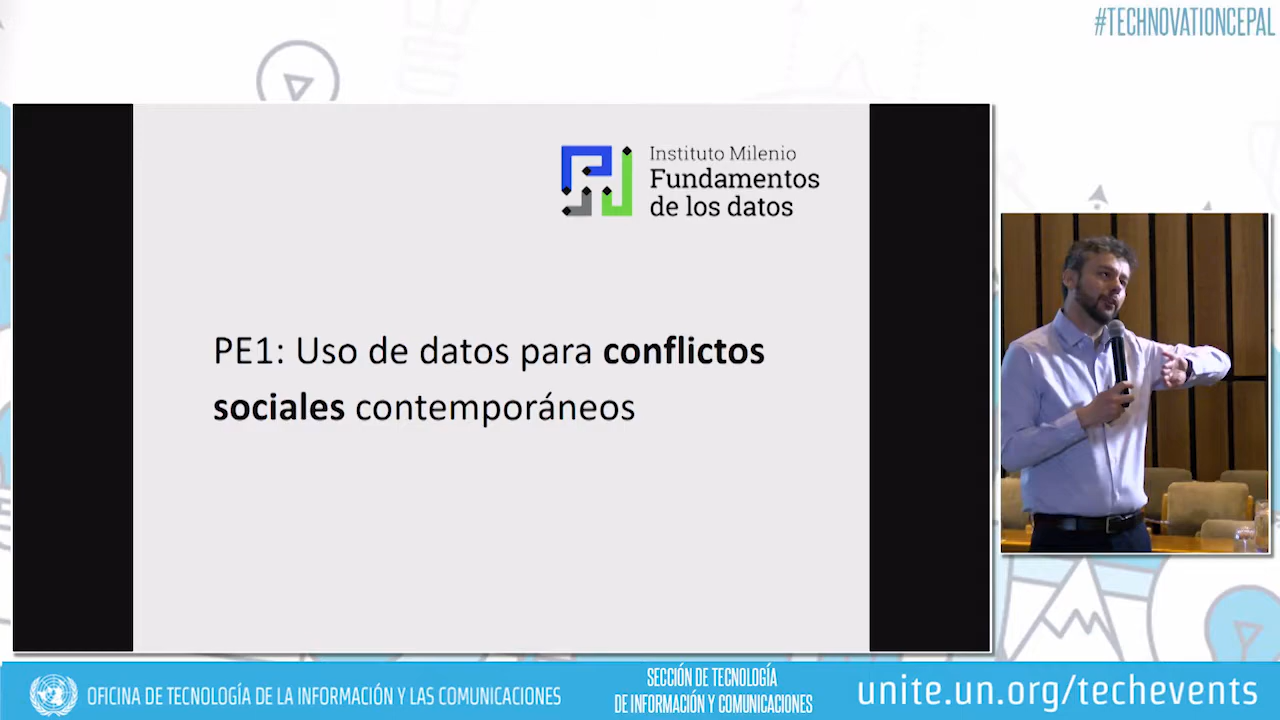 #TECHNOVATIONCEPAL
Instituto Milenio
Fundamentos
de los datos
PE1: Uso de datos para conflictos
sociales contemporáneos
OFICINA DE TECNOLOGÍA DE LA INFORMACIÓN Y LAS COMUNICACIONES
SECCIÓN DE TECNOLOGÍA
DE INFORMACIÓN Y COMUNICACIONES
unite.un.org/techevents